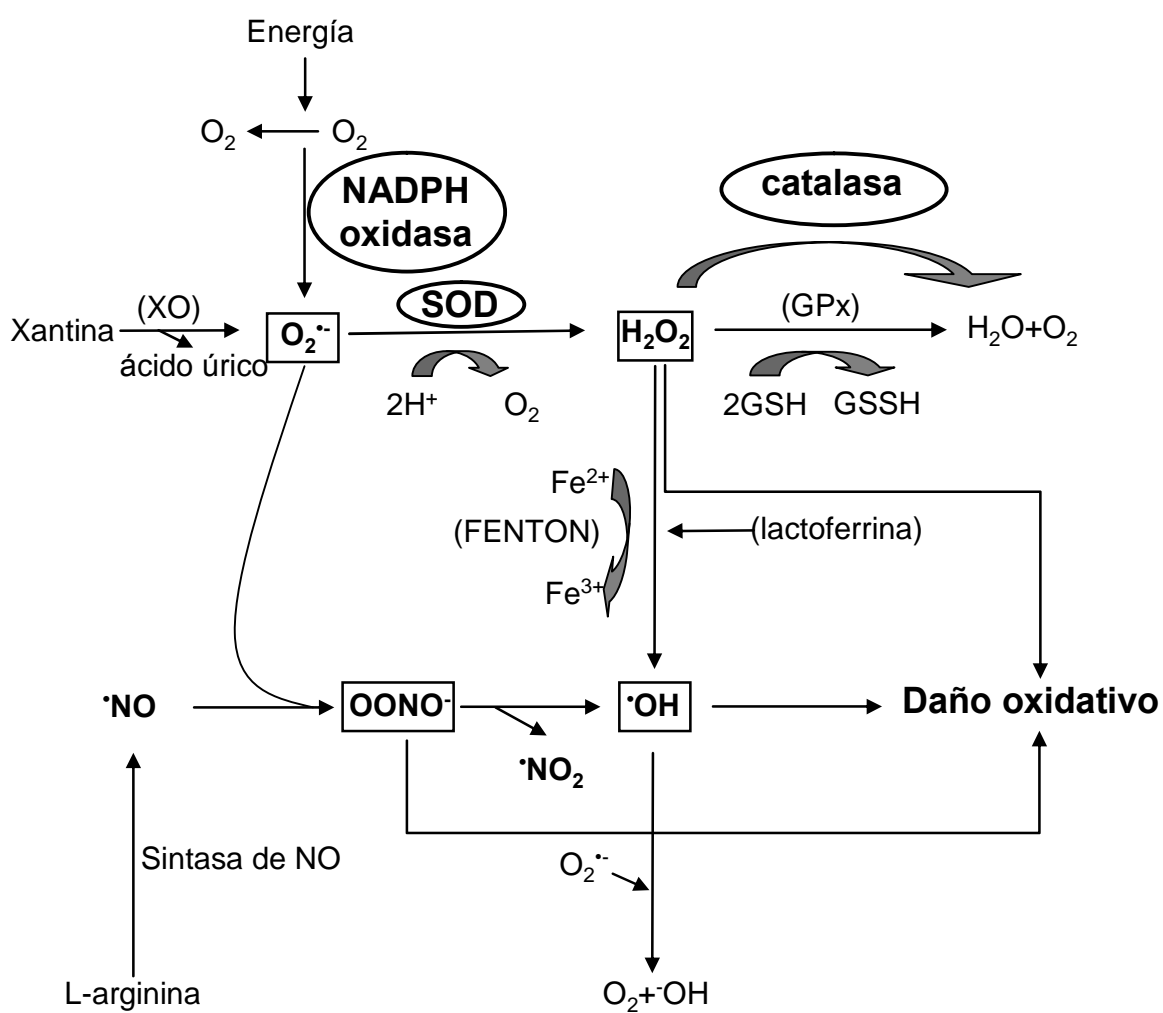 Energía
O₂ O₂
NADPH
oxidasa
catalasa
(XO)
SOD
(GPx)
Xantina
O₂•-
H₂O₂
H₂O+O₂
ácido úrico
2H⁺ O₂
2GSH GSSH
Fe²⁺
(FENTON)
(lactoferrina)
Fe³⁺
•NO
OONO⁻
•OH
Daño oxidativo
•NO₂
Sintasa de NO
O₂•-
L-arginina
O₂+⁻OH